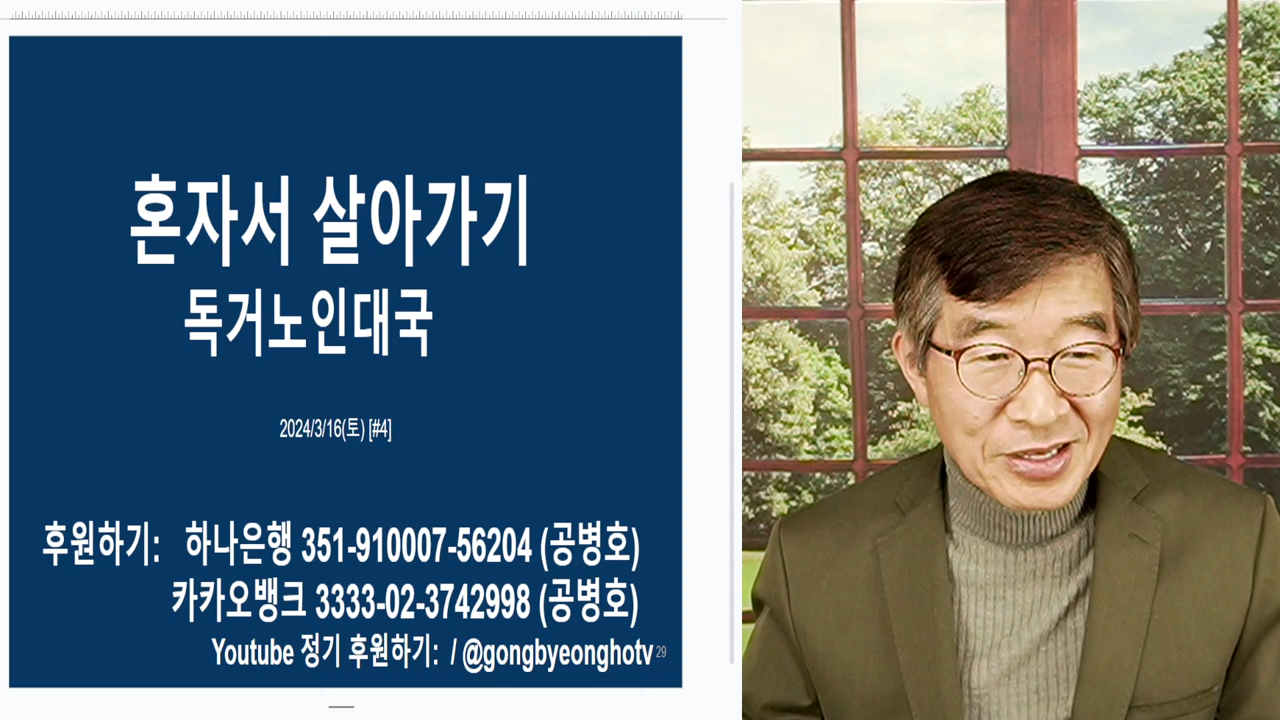 혼자서 살아가기
독거노인대국
2024/3/16(토) [#4]
후원하기: 하나은행 351-910007-56204 (공병호)
카카오뱅크 3333-02-3742998 (공병호)
Youtube 정기 후원하기: / @gongbyeonghotv
29